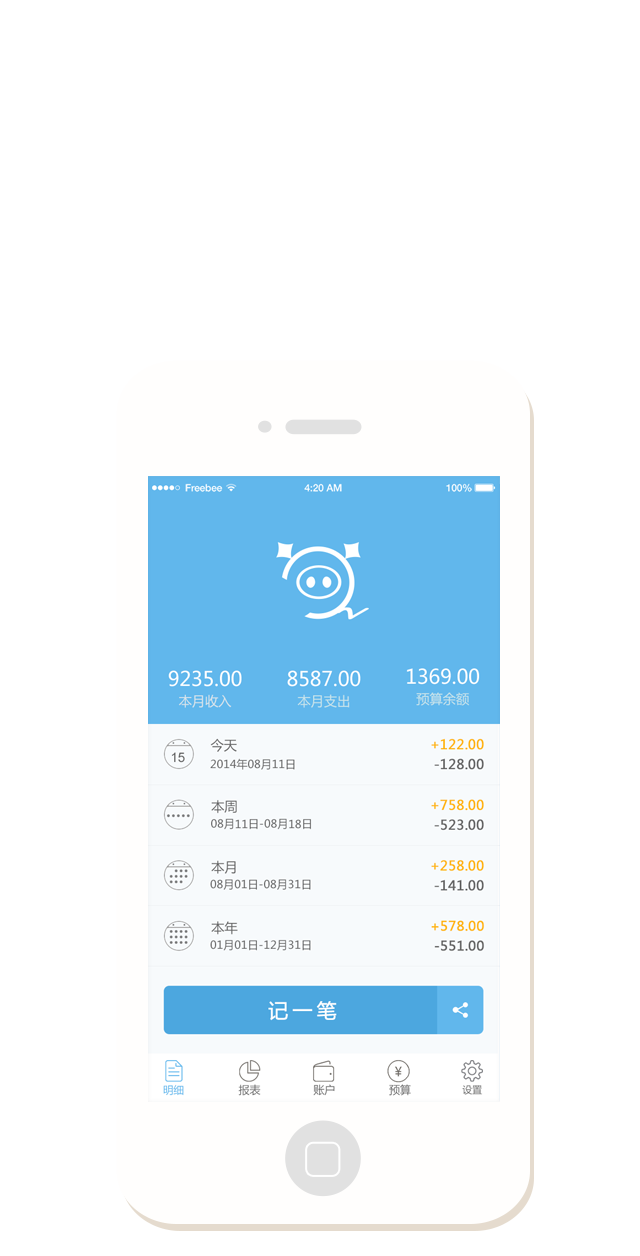 Freebee 4:20 AM 100%
9235.00 8587.00 1369.00
本月收入 本月支出 预算余额
15
今天 +122.00
2014年08月11日 -128.00
本周 +758.00
08月11日-08月18日 -523.00
本月 +258.00
08月01日-08月31日 -141.00
本年 +578.00
01月01日-12月31日 -551.00
记一笔
¥
明细 报表 账户 预算 设置